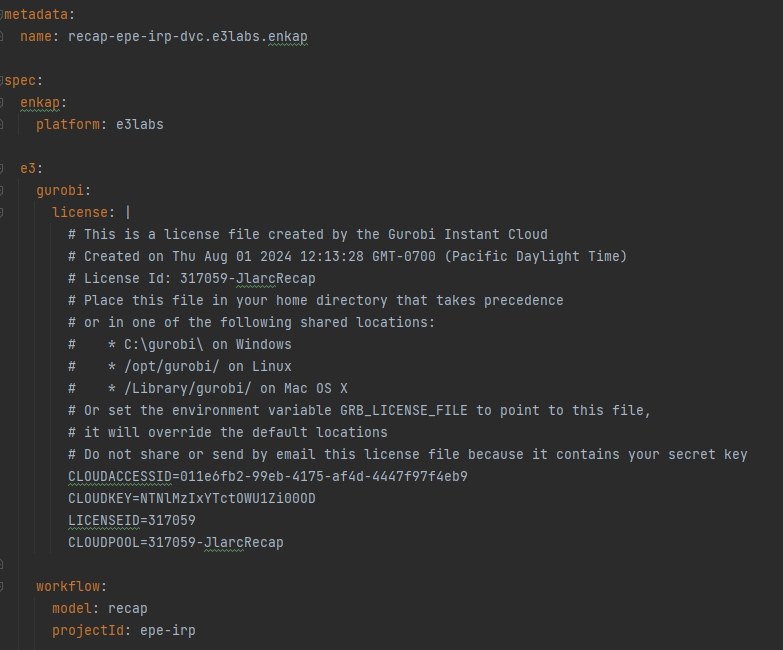 metadata:
name: recap-epe-irp-dvc.e3labs.enkap
spec:
enkap:
platform: e3labs
e3:
gurobi:
license: |
# This is a license file created by the Gurobi Instant Cloud
# Created on Thu Aug 01 2024 12:13:28 GMT-0700 (Pacific Daylight Time)
# License Id: 317059-JlarcRecap
# Place this file in your home directory that takes precedence
# or in one of the following shared locations:
#    * C:\gurobi\ on Windows
#    * /opt/gurobi/ on Linux
#    * /Library/gurobi/ on Mac OS X
# Or set the environment variable GRB_LICENSE_FILE to point to this file,
# it will override the default locations
# Do not share or send by email this license file because it contains your secret key
CLOUDACCESSID=011e6fb2-99eb-4175-af4d-4447f97f4eb9
CLOUDKEY=NTNlMzIxYTctOWU1Zi00OD
LICENSEID=317059
CLOUDPOOL=317059-JlarcRecap
workflow:
model: recap
projectId: epe-irp